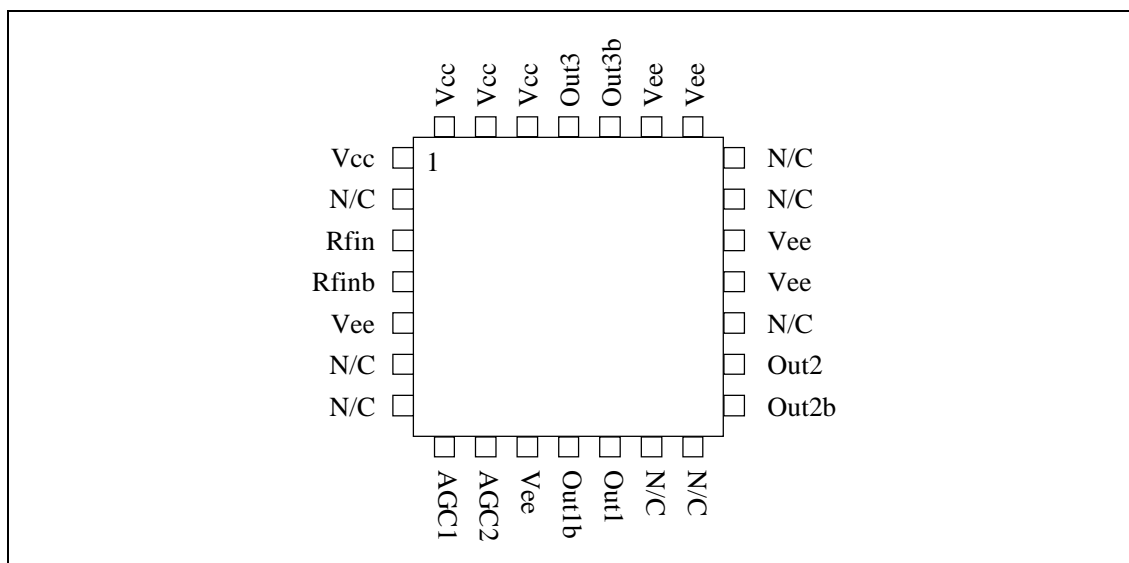 Vcc
Vcc
Vcc
Out3
Out3b
Vee
Vee
1
Vcc
N/C
Rfin
Rfinb
Vee
N/C
N/C
N/C
N/C
Vee
Vee
N/C
Out2
Out2b
AGC1
AGC2
Vee
Out1b
Out1
N/C
N/C